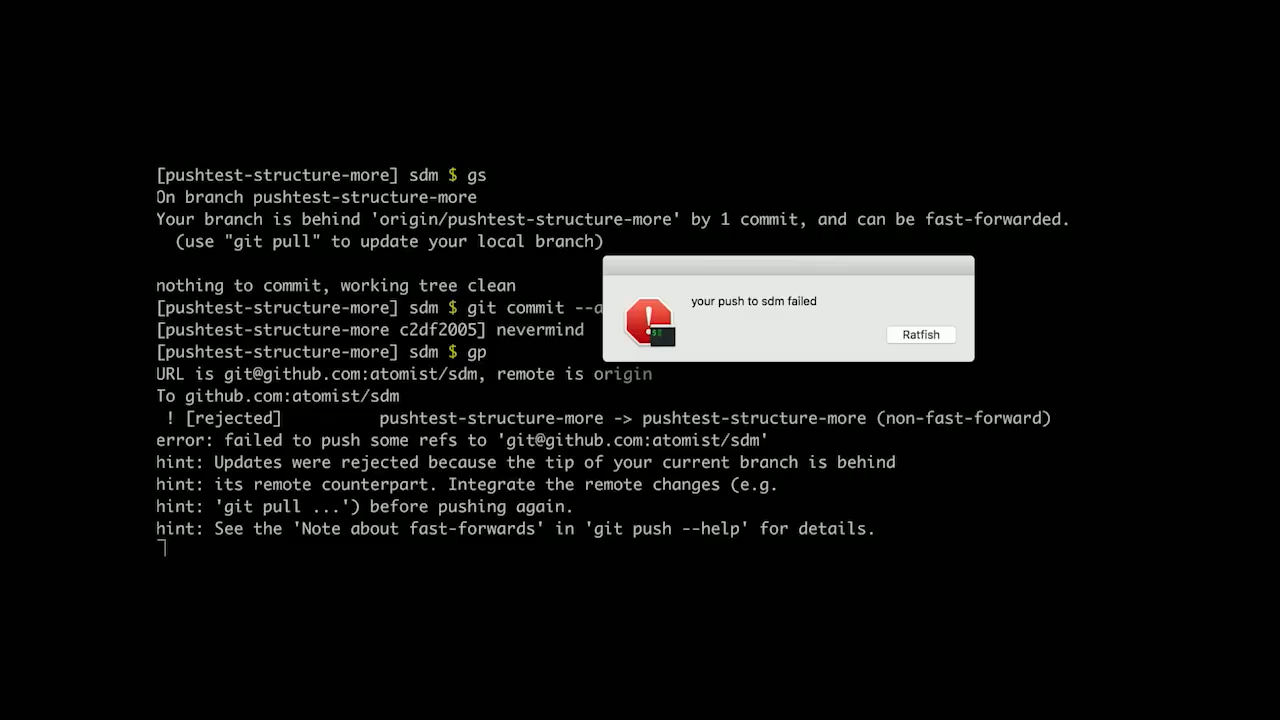 [pushtest-structure-more] sdm $ gs
On branch pushtest-structure-more
Your branch is behind 'origin/pushtest-structure-more' by 1 commit, and can be fast-forwarded.
(use "git pull" to update your local branch)
nothing to commit, working tree clean
[pushtest-structure-more] sdm $ git commit --a
[pushtest-structure-more c2df2005] nevermind
[pushtest-structure-more] sdm $ gp
URL is git@github.com:atomist/sdm, remote is origin
To github.com:atomist/sdm
! [rejected] pushtest-structure-more -> pushtest-structure-more (non-fast-forward)
error: failed to push some refs to 'git@github.com:atomist/sdm'
hint: Updates were rejected because the tip of your current branch is behind
hint: its remote counterpart. Integrate the remote changes (e.g.
hint: 'git pull ...') before pushing again.
hint: See the 'Note about fast-forwards' in 'git push --help' for details.
your push to sdm failed
Ratfish